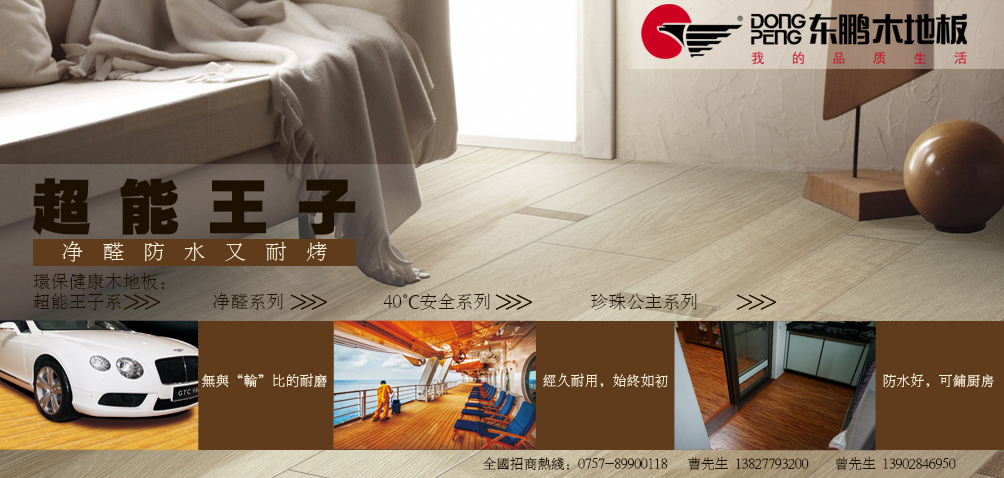 DONG PENG 东鹏木地板
我的品质生活
超能王子
净醛防水又耐烤
環保健康木地板：
超能王子系>>> 净醛系列>>> 40℃安全系列>>> 珍珠公主系列 >>>
無與“輪”比的耐磨
經久耐用，始終如初
防水好，可鋪厨房
全國招商熱綫：0757-89900118 曹先生 13827793200 曾先生 13902846950